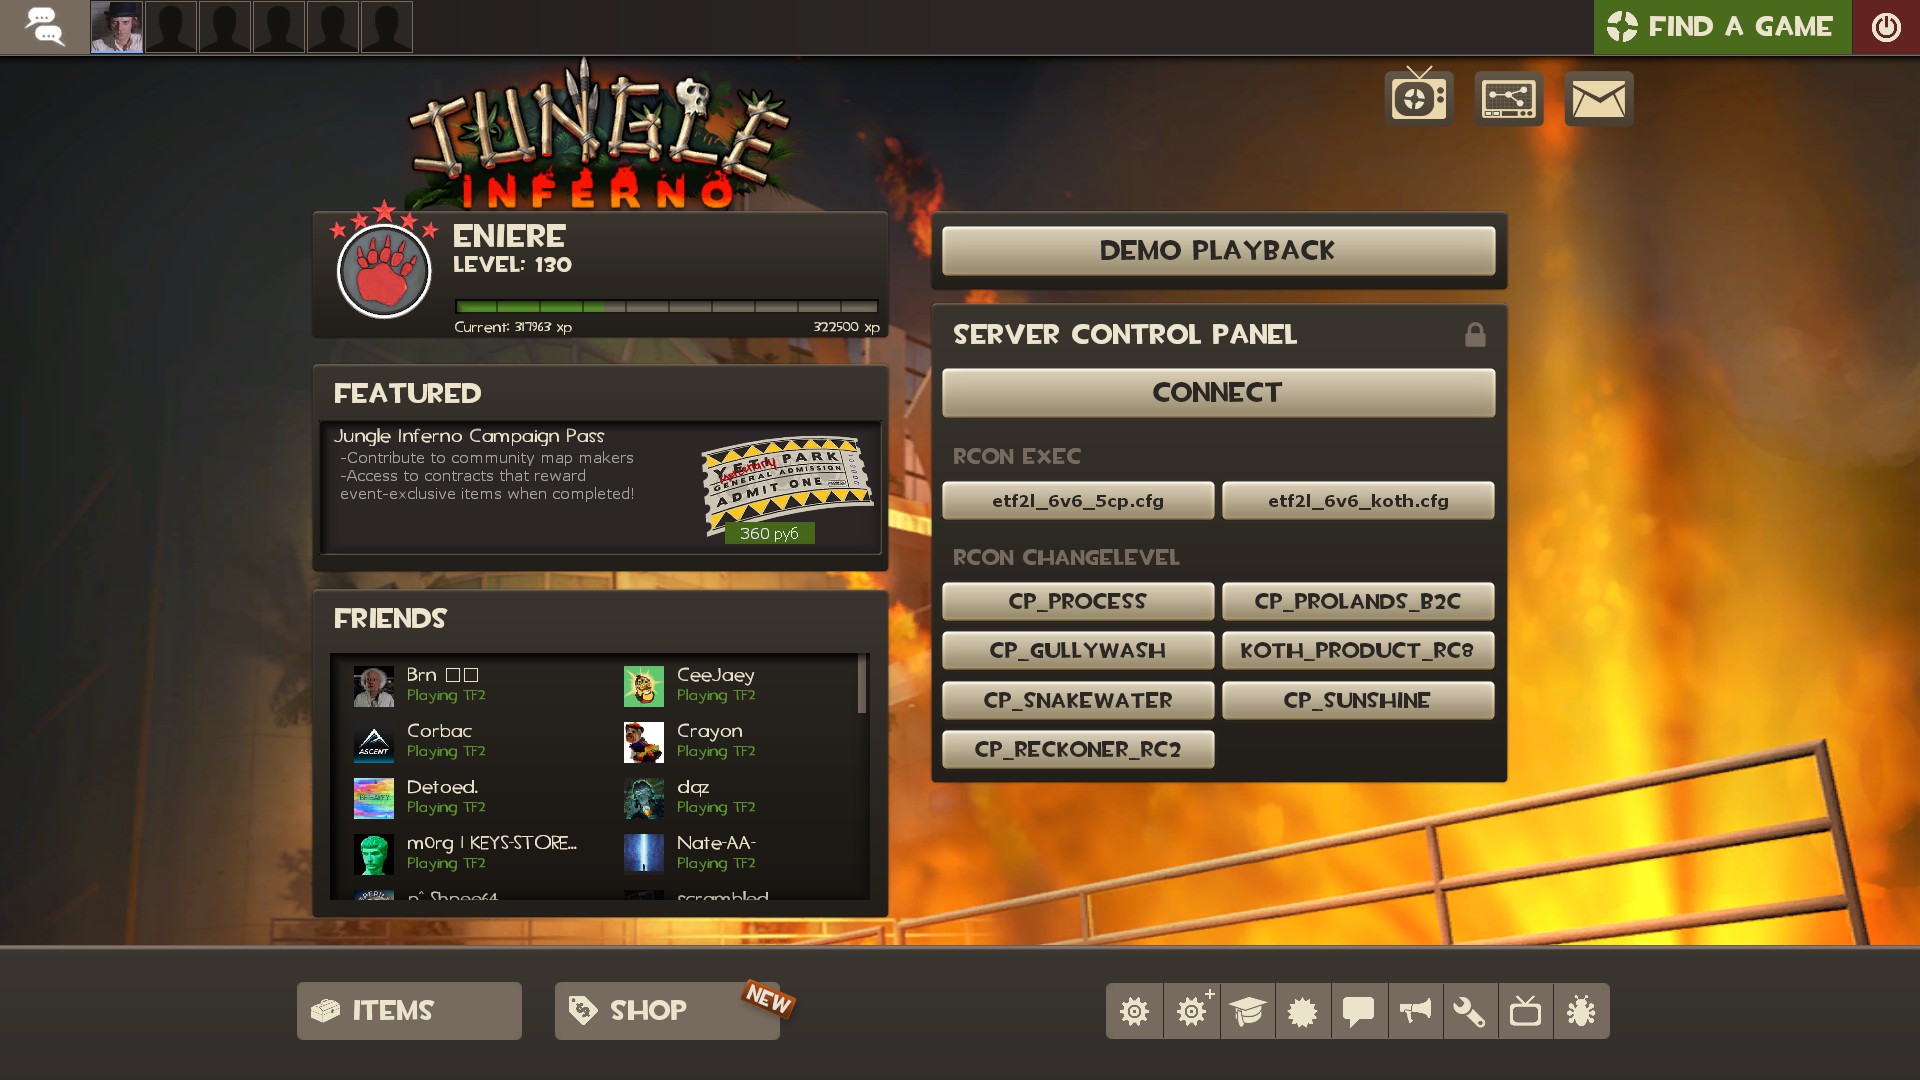 FIND A GAME
JUNGLE
INFERNO
ENIERE
LEVEL: 130
Current: 317963 xp
322500 xp
FEATURED
Jungle Inferno Campaign Pass
-Contribute to community map makers
-Access to contracts that reward
event-exclusive items when completed!
YETI PARK
GENERAL ADMISSION
ADMIT ONE
360 руб
FRIENDS
Brn □□
Playing TF2
CeeJaey
Playing TF2
Corbac
Playing TF2
ASCENT
Crayon
Playing TF2
Detoed.
Playing TF2
dqz
Playing TF2
m0rg | KEYS-STORE...
Playing TF2
Nate-AA-
Playing TF2
scrambled
DEMO PLAYBACK
SERVER CONTROL PANEL
CONNECT
RCON EXEC
etf2l_6v6_5cp.cfg
etf2l_6v6_koth.cfg
RCON CHANGELEVEL
CP_PROCESS
CP_PROLANDS_B2C
CP_GULLYWASH
KOTH_PRODUCT_RC8
CP_SNAKEWATER
CP_SUNSHINE
CP_RECKONER_RC2
ITEMS
SHOP
NEW